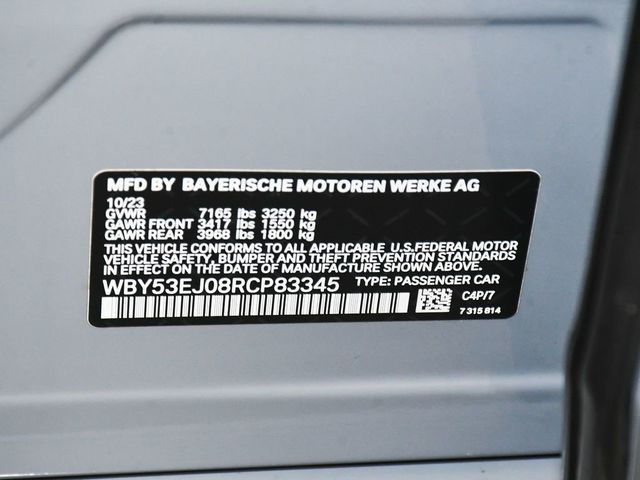 MFD BY BAYERISCHE MOTOREN WERKE AG
10/23
GVWR 7165 lbs 3250 kg
GAWR FRONT 3417 lbs 1550 kg
GAWR REAR 3968 lbs 1800 kg
THIS VEHICLE CONFORMS TO ALL APPLICABLE U.S.FEDERAL MOTOR
VEHICLE SAFETY, BUMPER AND THEFT PREVENTION STANDARDS
IN EFFECT ON THE DATE OF MANUFACTURE SHOWN ABOVE.
WBY53EJ08RCP83345 TYPE: PASSENGER CAR
C4P/7
7 315 814